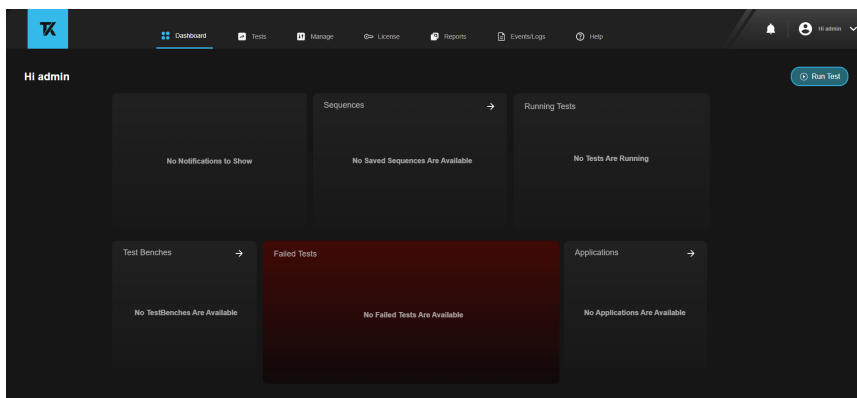 TK
Dashboard
Tests
Manage
License
Reports
Events/Logs
Help
Hi admin
Hi admin
Run Test
No Notifications to Show
Sequences
No Saved Sequences Are Available
Running Tests
No Tests Are Running
Test Benches
No TestBenches Are Available
Failed Tests
No Failed Tests Are Available
Applications
No Applications Are Available